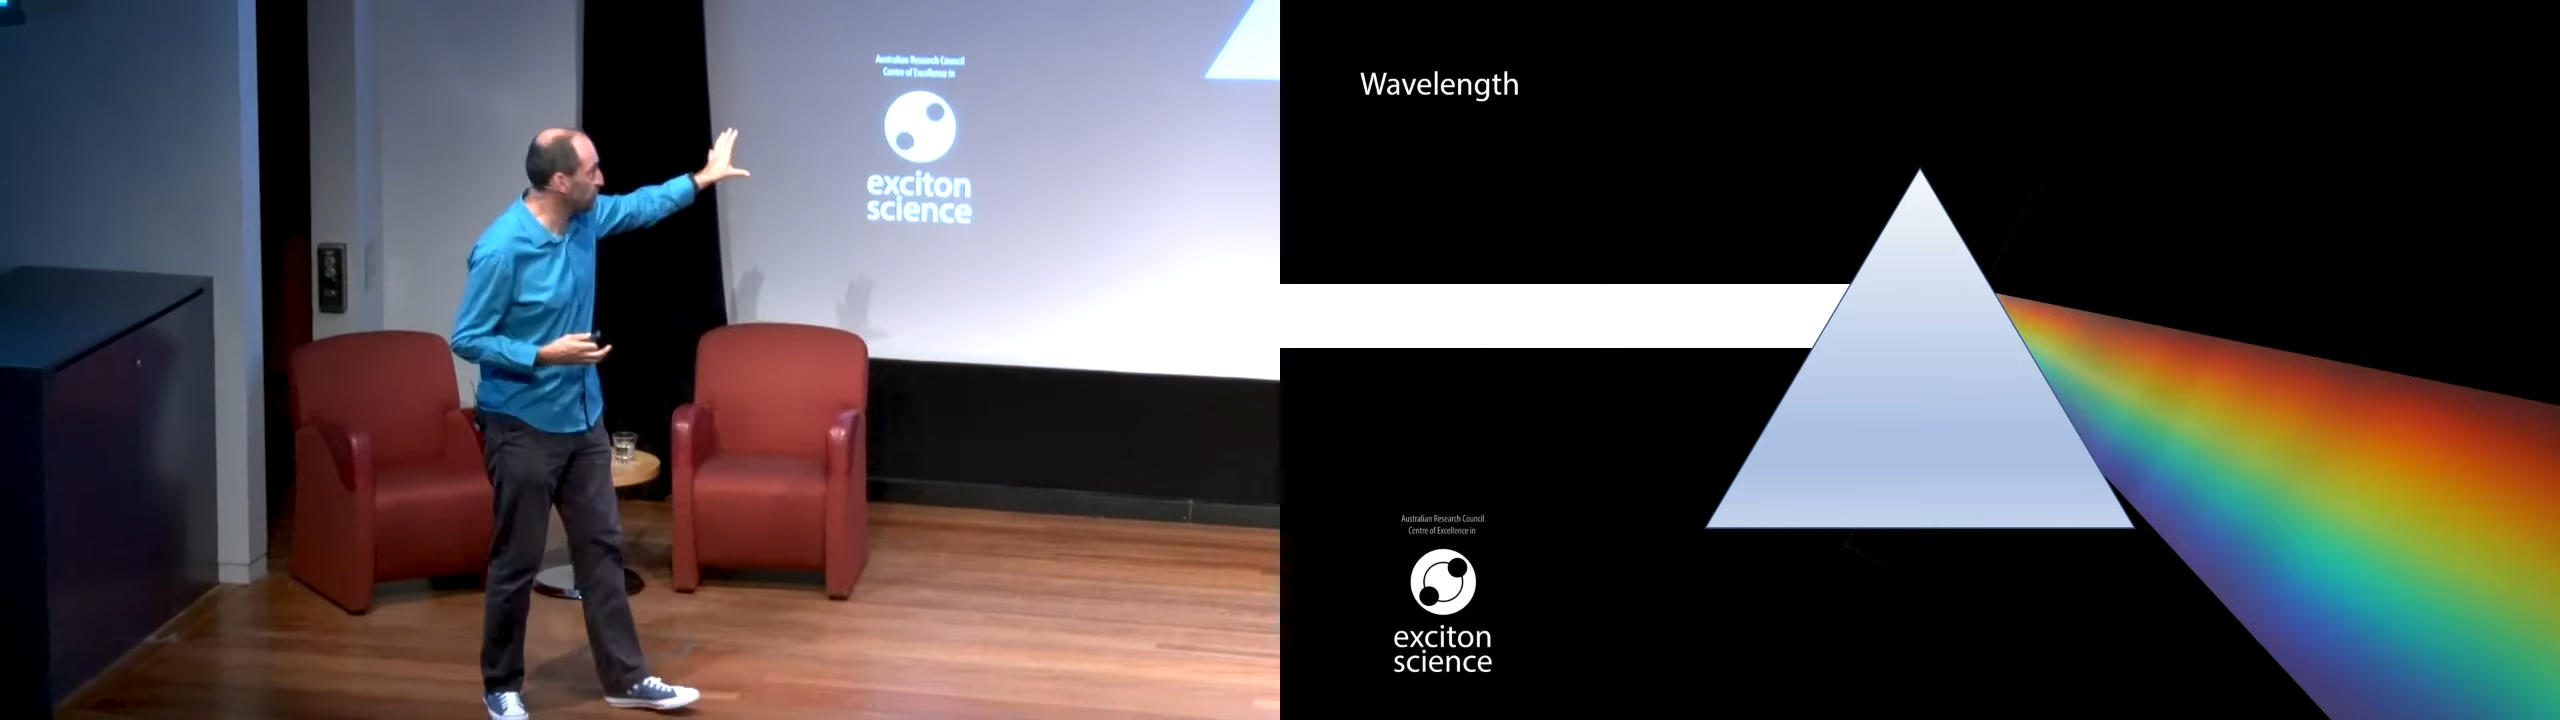 Australian Research Council
Centre of Excellence in
exciton
science
Wavelength
Australian Research Council
Centre of Excellence in
exciton
science